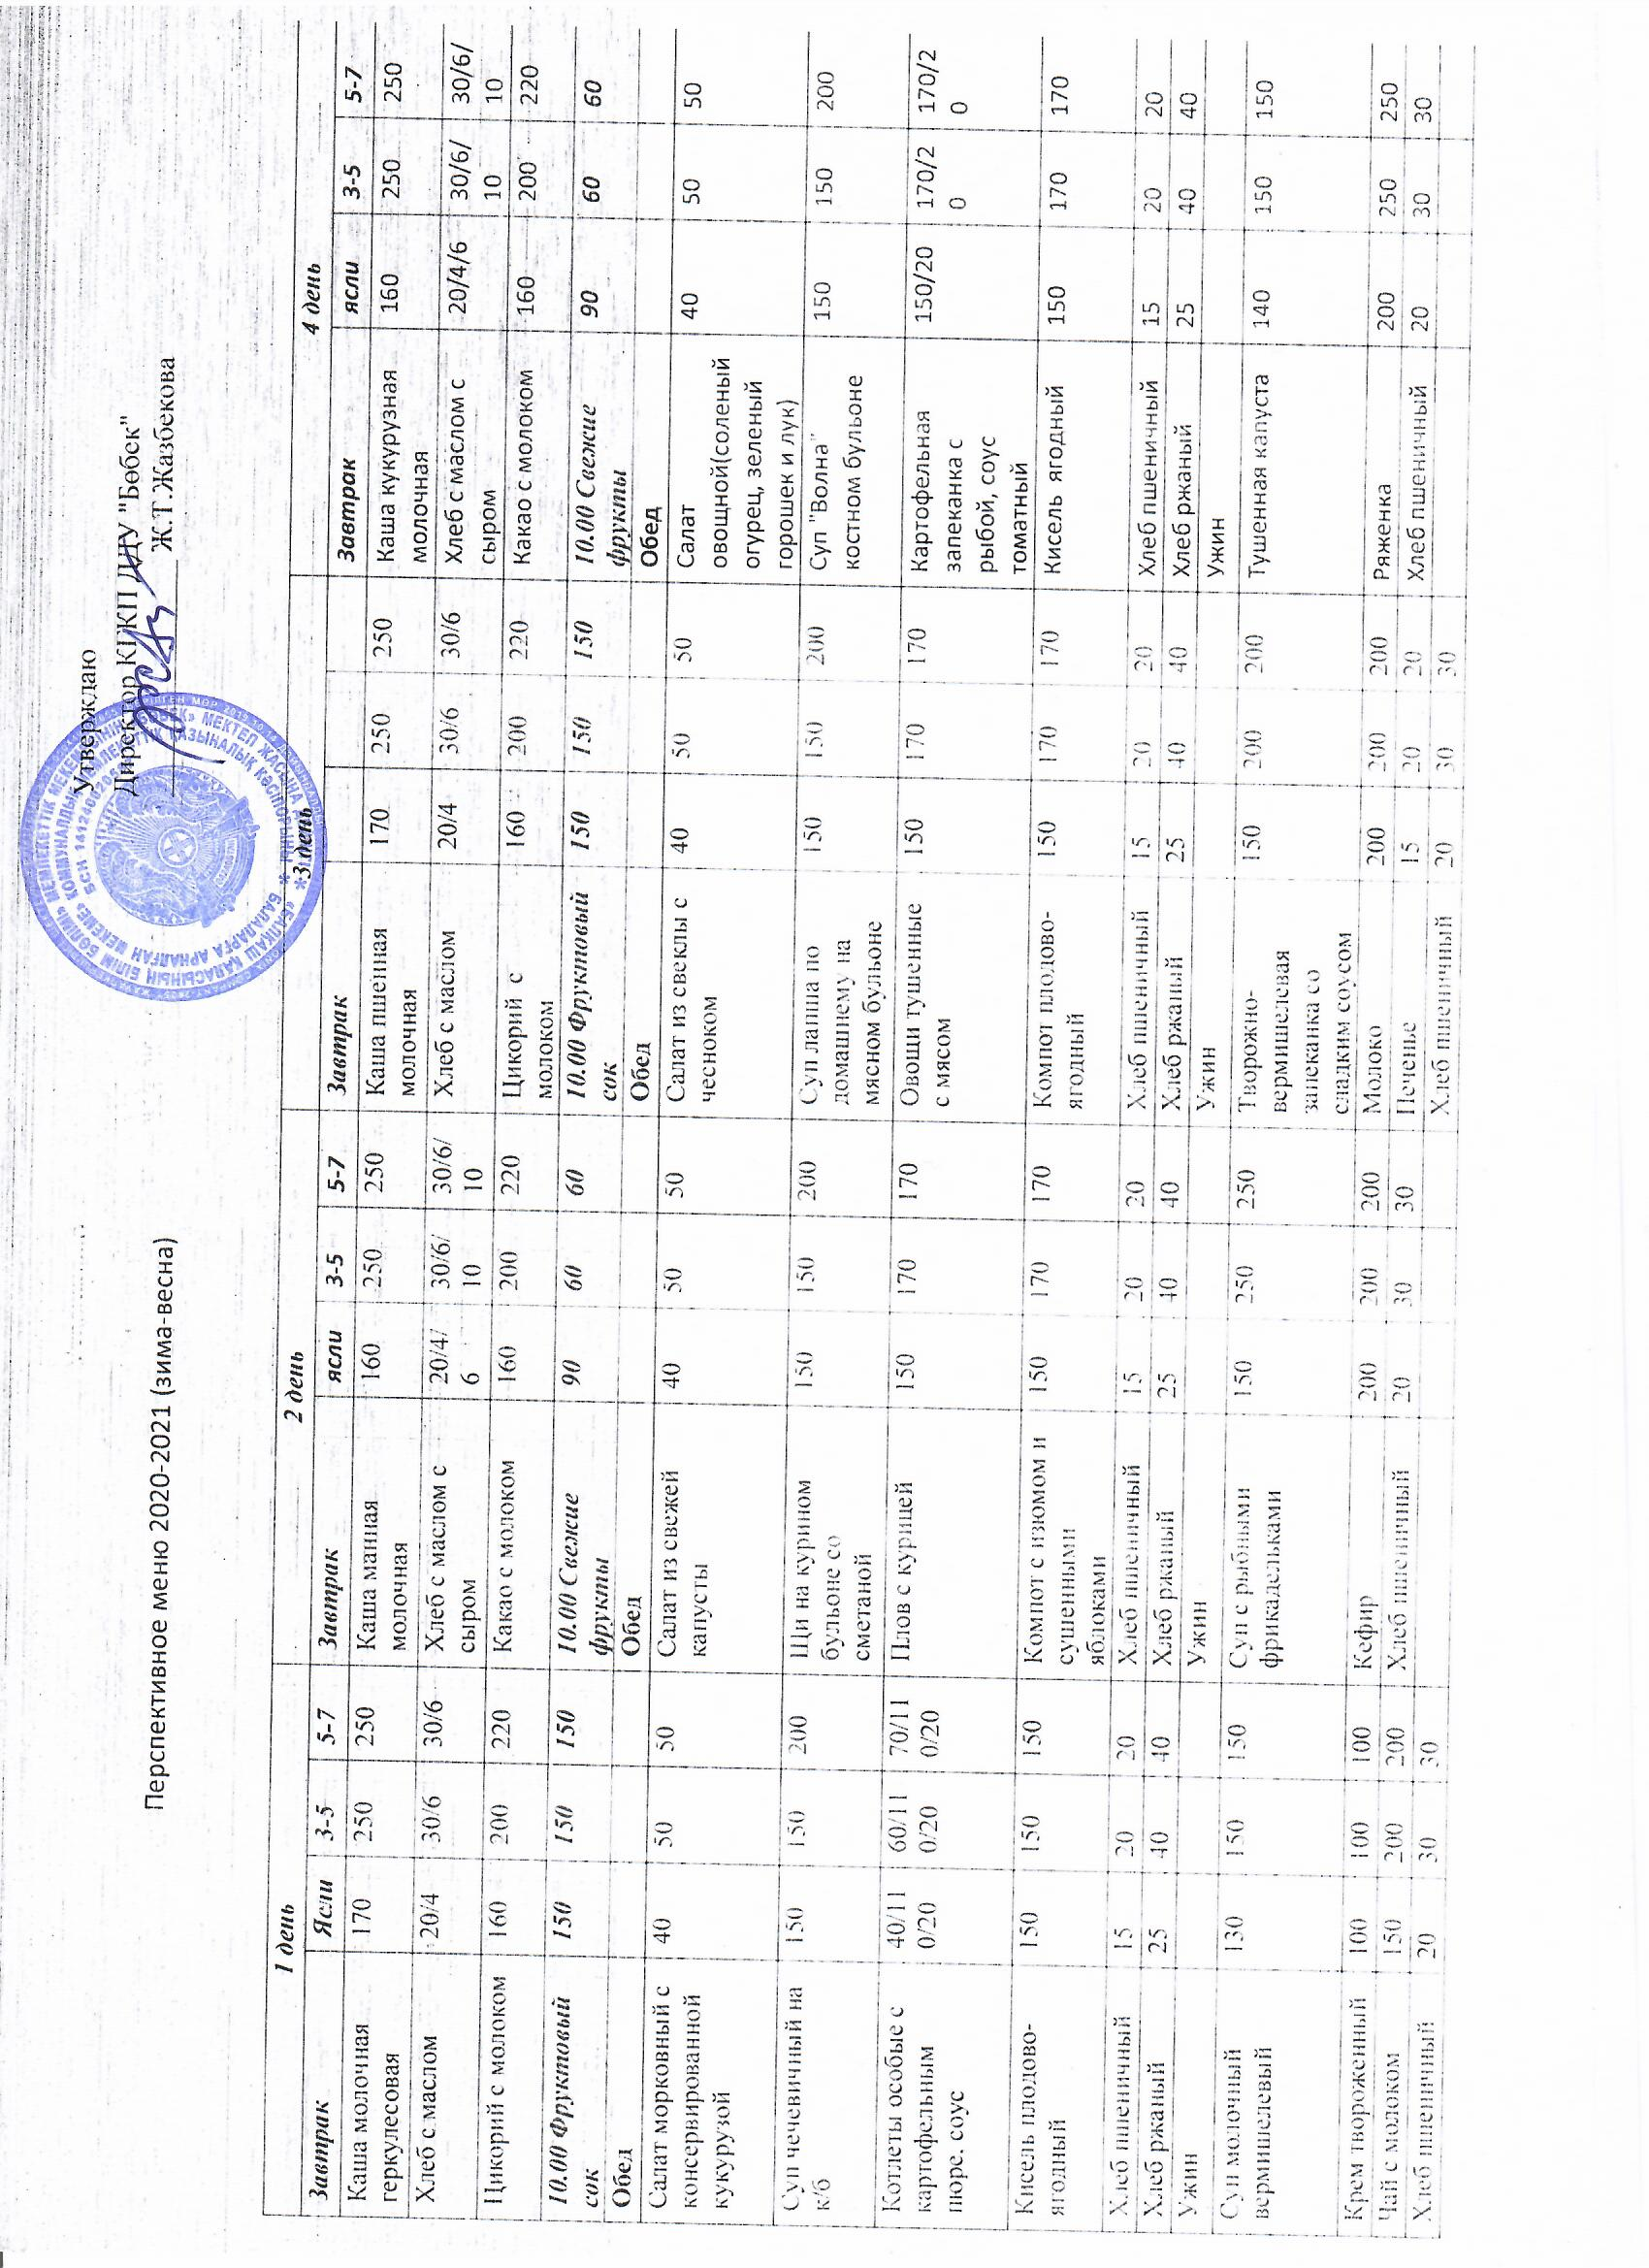 Утверждаю
Директор КГКП ДДУ "Бөбек"
Ж.Т.Жазбекова
Перспективное меню 2020-2021 (зима-весна)
1 день
Завтрак Ясли 3-5 5-7
Каша молочная 170 250 250
геркулесовая
Хлеб с маслом 20/4 30/6 30/6
Цикорий с молоком 160 200 220
10.00 Фруктовый 150 150 150
сок
Обед
Салат морковный с 40 50 50
консервированной
кукурузой
Суп чечевичный на 150 150 200
к/б
Котлеты особые с 40/11 60/11 70/11
картофельным 0/20 0/20 0/20
пюре. соус
Кисель плодово- 150 150 150
ягодный
Хлеб пшеничный 15 20 20
Хлеб ржаный 25 40 40
Ужин
Суп молочный 130 150 150
вермишелевый
Крем твороженный 100 100 100
Чай с молоком 150 200 200
Хлеб пшеничный 20 30 30
2 день
Завтрак ясли 3-5 5-7
Каша манная 160 250 250
молочная
Хлеб с маслом с 20/4/ 30/6/ 30/6/
сыром 6 10 10
Какао с молоком 160 200 220
10.00 Свежие 90 60 60
фрукты
Обед
Салат из свежей 40 50 50
капусты
Щи на курином 150 150 200
бульоне со
сметаной
Плов с курицей 150 170 170
Компот с изюмом и 150 170 170
сушенными
яблоками
Хлеб пшеничный 15 20 20
Хлеб ржаный 25 40 40
Ужин
Суп с рыбными 150 250 250
фрикадельками
Кефир 200 200 200
Хлеб пшеничный 20 30 30
3 день
Завтрак
Каша пшенная 170 250 250
молочная
Хлеб с маслом 20/4 30/6 30/6
Цикорий с 160 200 220
молоком
10.00 Фруктовый 150 150 150
сок
Обед
Салат из свеклы с 40 50 50
чесноком
Суп лапша по 150 150 200
домашнему на
мясном бульоне
Овощи тушенные 150 170 170
с мясом
Компот плодово- 150 170 170
ягодный
Хлеб пшеничный 15 20 20
Хлеб ржаный 25 40 40
Ужин
Творожно- 150 200 200
вермишелевая
запеканка со
сладким соусом
Молоко 200 200 200
Печенье 15 20 20
Хлеб пшеничный 20 30 30
4 день
Завтрак ясли 3-5 5-7
Каша кукурузная 160 250 250
молочная
Хлеб с маслом с 20/4/6 30/6/ 30/6/
сыром 10 10
Какао с молоком 160 200 220
10.00 Свежие 90 60 60
фрукты
Обед
Салат 40 50 50
овощной(соленый
огурец, зеленый
горошек и лук)
Суп "Волна" 150 150 200
костном бульоне
Картофельная 150/20 170/2 170/2
запеканка с 0 0
рыбой, соус
томатный
Кисель ягодный 150 170 170
Хлеб пшеничный 15 20 20
Хлеб ржаный 25 40 40
Ужин
Тушенная капуста 140 150 150
Ряженка 200 250 250
Хлеб пшеничный 20 30 30